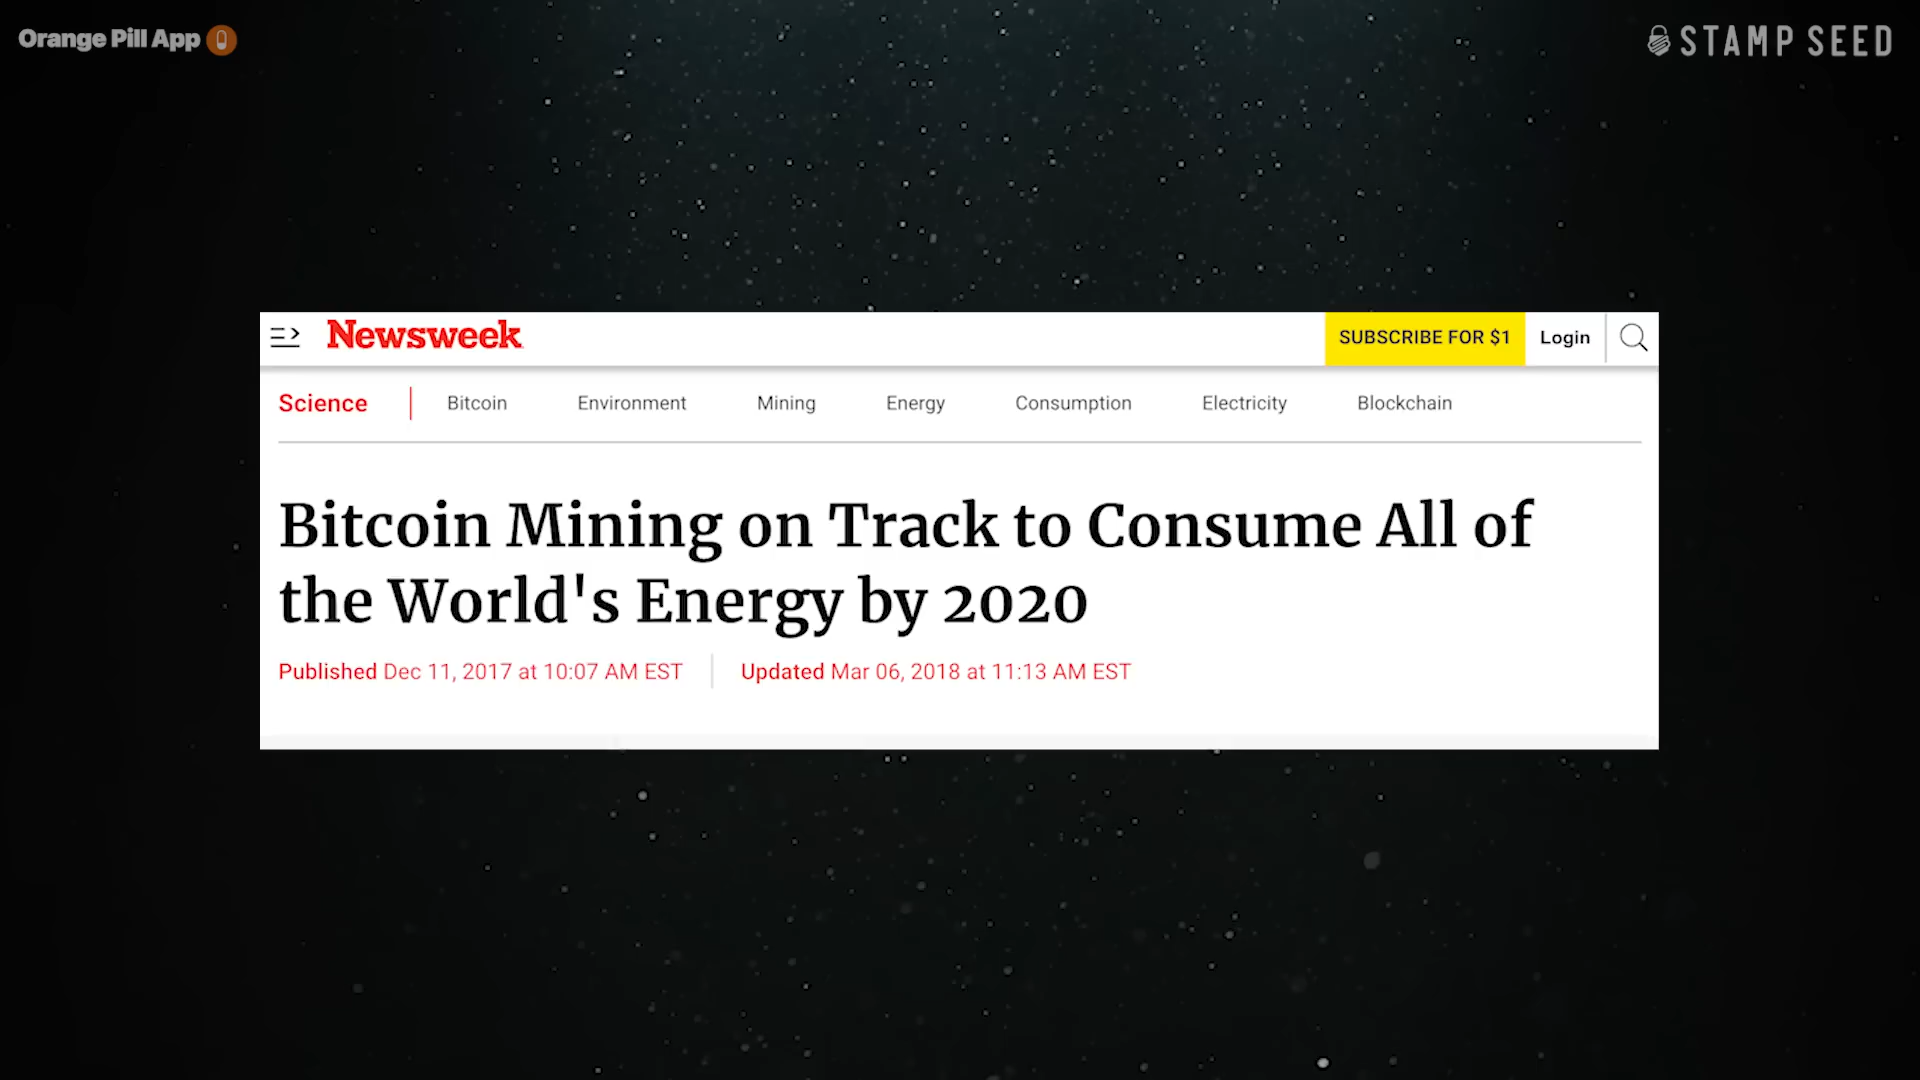 Orange Pill App
STAMP SEED
Newsweek
SUBSCRIBE FOR $1
Login
Science
Bitcoin
Environment
Mining
Energy
Consumption
Electricity
Blockchain
Bitcoin Mining on Track to Consume All of
the World's Energy by 2020
Published Dec 11, 2017 at 10:07 AM EST
Updated Mar 06, 2018 at 11:13 AM EST